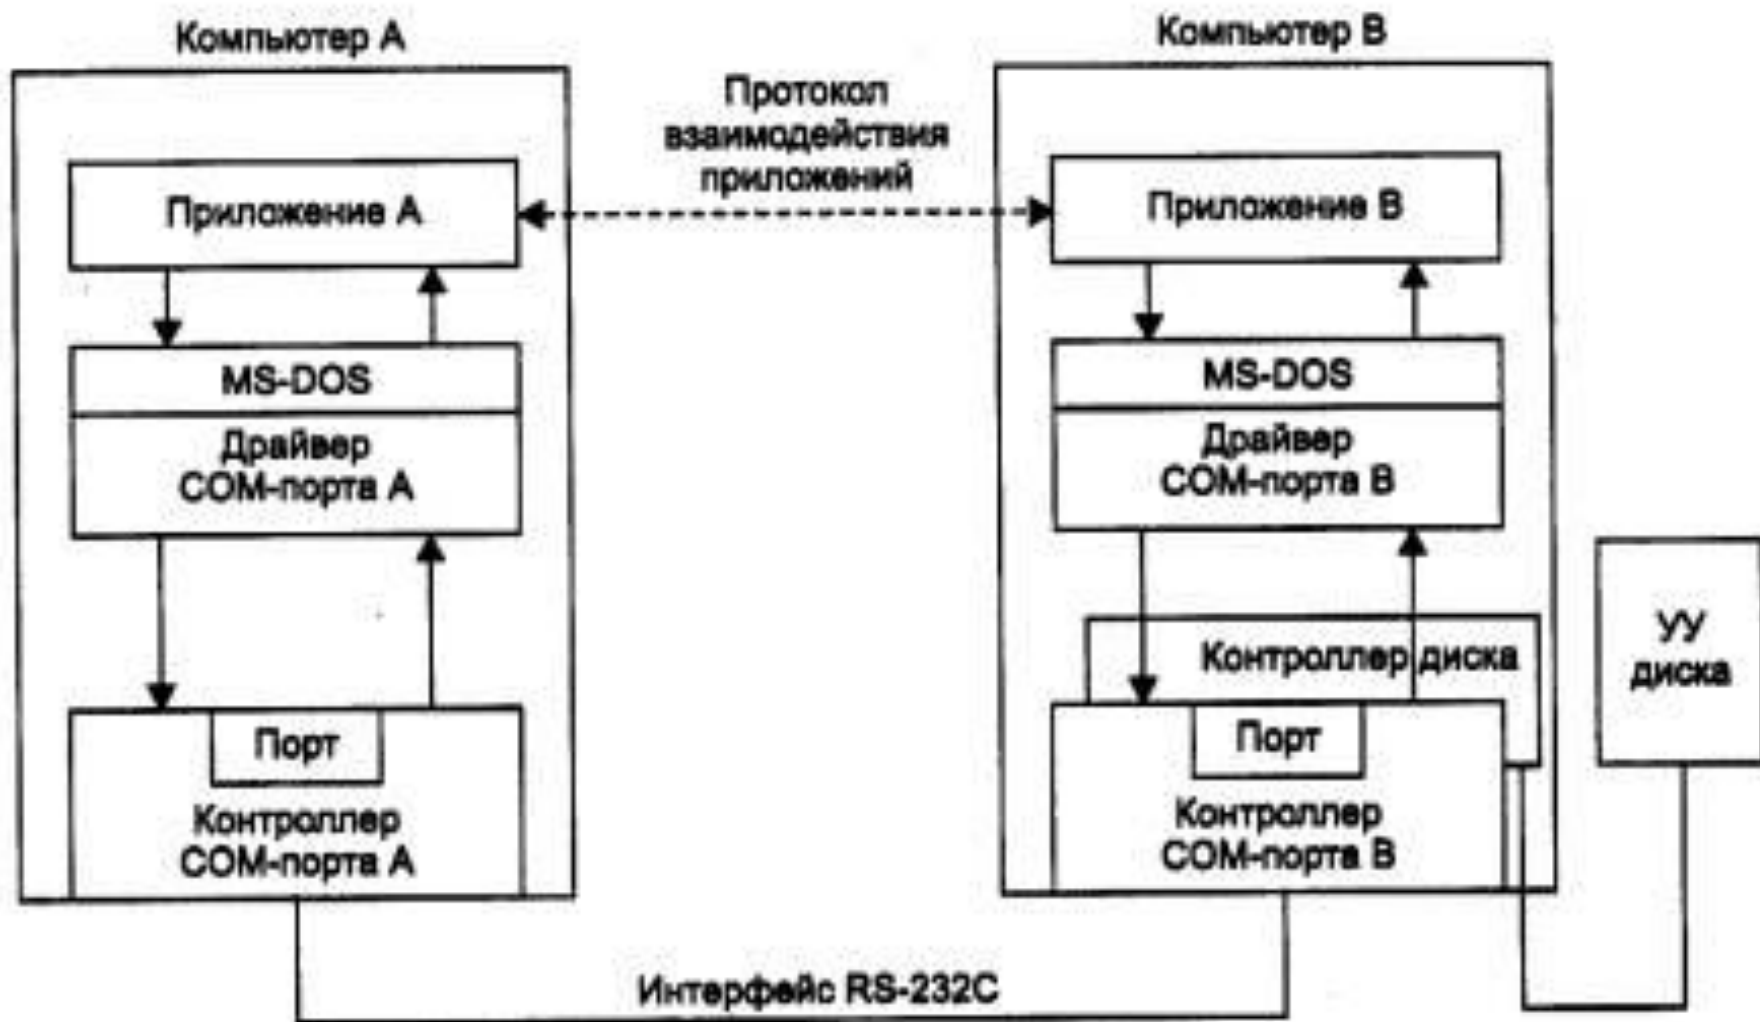 Компьютер A
Компьютер B
Протокол
взаимодействия
приложений
Приложение A
Приложение B
MS-DOS
MS-DOS
Драйвер
COM-порта A
Драйвер
COM-порта B
Контроллер диска
УУ
диска
Порт
Порт
Контроллер
COM-порта A
Контроллер
COM-порта B
Интерфейс RS-232C